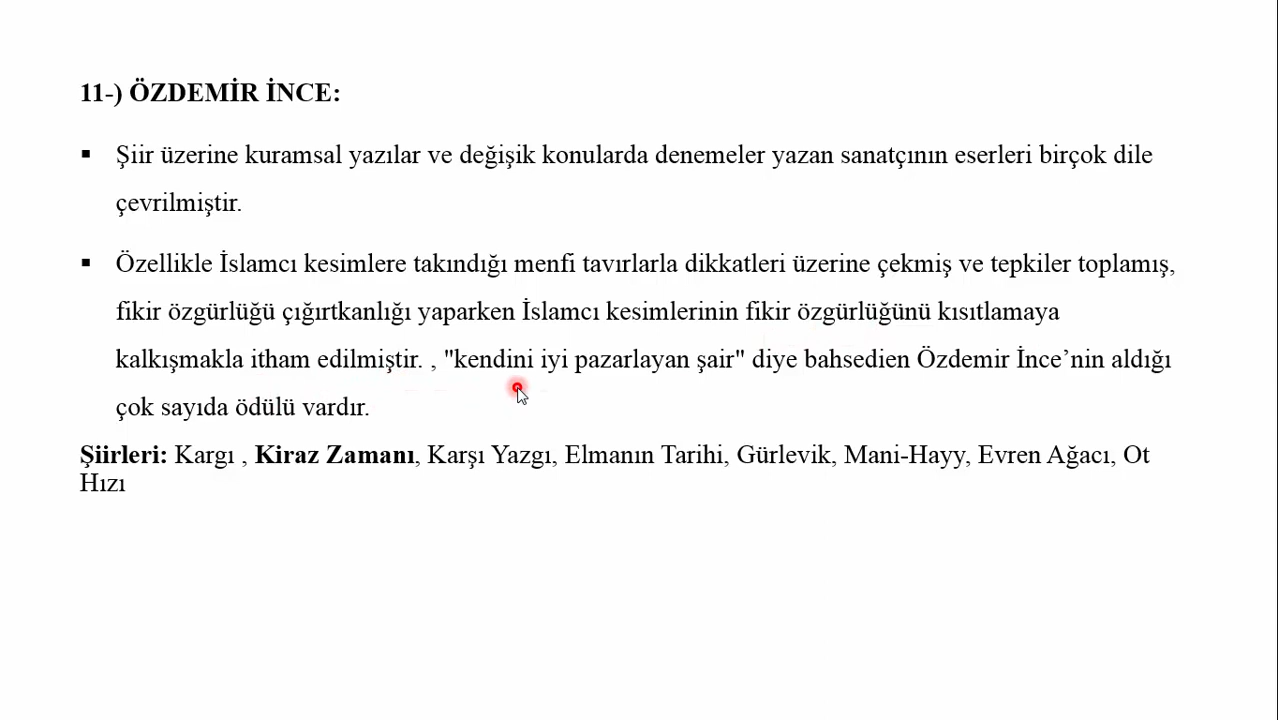 11-) ÖZDEMİR İNCE:
▪ Şiir üzerine kuramsal yazılar ve değişik konularda denemeler yazan sanatçının eserleri birçok dile
çevrilmiştir.
▪ Özellikle İslamcı kesimlere takındığı menfi tavırlarla dikkatleri üzerine çekmiş ve tepkiler toplamış,
fikir özgürlüğü çığırtkanlığı yaparken İslamcı kesimlerinin fikir özgürlüğünü kısıtlamaya
kalkışmakla itham edilmiştir. , "kendini iyi pazarlayan şair" diye bahsedien Özdemir İnce’nin aldığı
çok sayıda ödülü vardır.
Şiirleri: Kargı , Kiraz Zamanı, Karşı Yazgı, Elmanın Tarihi, Gürlevik, Mani-Hayy, Evren Ağacı, Ot
Hızı